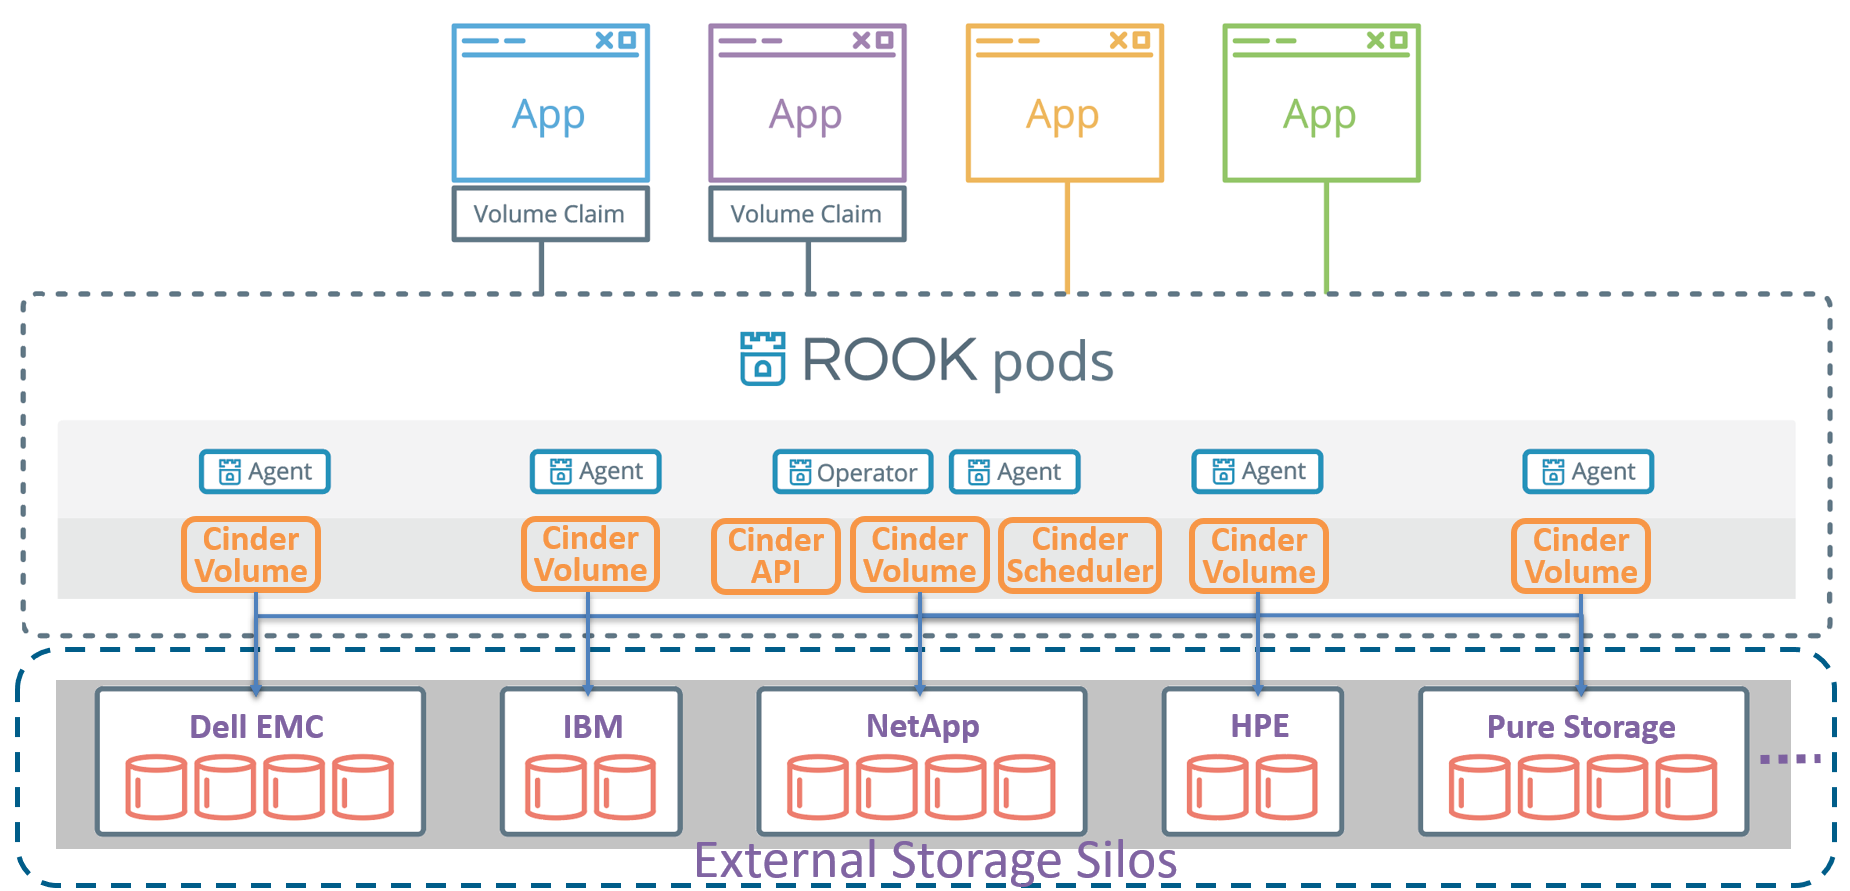 App
App
App
App
Volume Claim
Volume Claim
ROOK pods
Agent
Agent
Operator
Agent
Agent
Agent
Cinder
Volume
Cinder
Volume
Cinder
API
Cinder
Volume
Cinder
Scheduler
Cinder
Volume
Cinder
Volume
Dell EMC
IBM
NetApp
HPE
Pure Storage
External Storage Silos